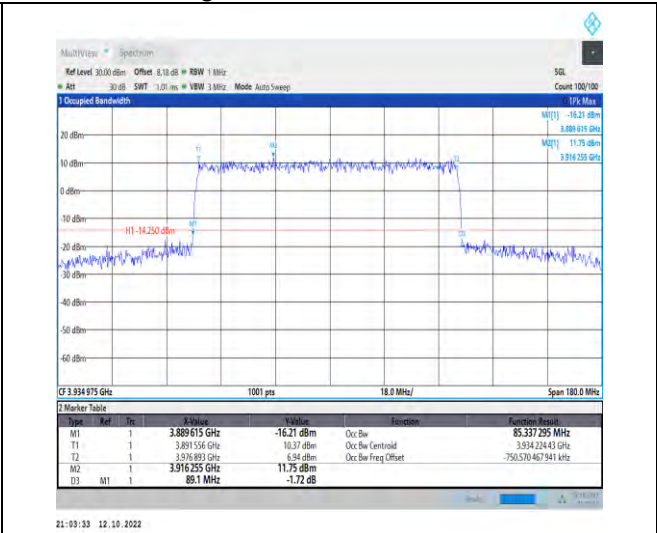 MultiView Spectrum
Ref Level 30.00 dBm Offset 8.18 dB RBW 1 MHz SGL
Att 30 dB SWT 1.01 ms VBW 3 MHz Mode Auto Sweep Count 100/100
1 Occupied Bandwidth 1Pk Max
M1[1] -16.21 dBm
3.889 615 GHz
M2[1] 11.75 dBm
3.916 255 GHz
20 dBm
T1 M2 T2
10 dBm
0 dBm
-10 dBm
H1 -14.250 dBm M1
D3
-20 dBm
-30 dBm
-40 dBm
-50 dBm
-60 dBm
CF 3.934 975 GHz 1001 pts 18.0 MHz/ Span 180.0 MHz
2 Marker Table
Type Ref Trc X-Value Y-Value Function Function Result
M1 1 3.889 615 GHz -16.21 dBm Occ Bw 85.337 295 MHz
T1 1 3.891 556 GHz 10.37 dBm Occ Bw Centroid 3.934 224 43 GHz
T2 1 3.976 893 GHz 6.94 dBm Occ Bw Freq Offset -750.570 467 941 kHz
M2 1 3.916 255 GHz 11.75 dBm
D3 M1 1 89.1 MHz -1.72 dB
21:03:33 12.10.2022